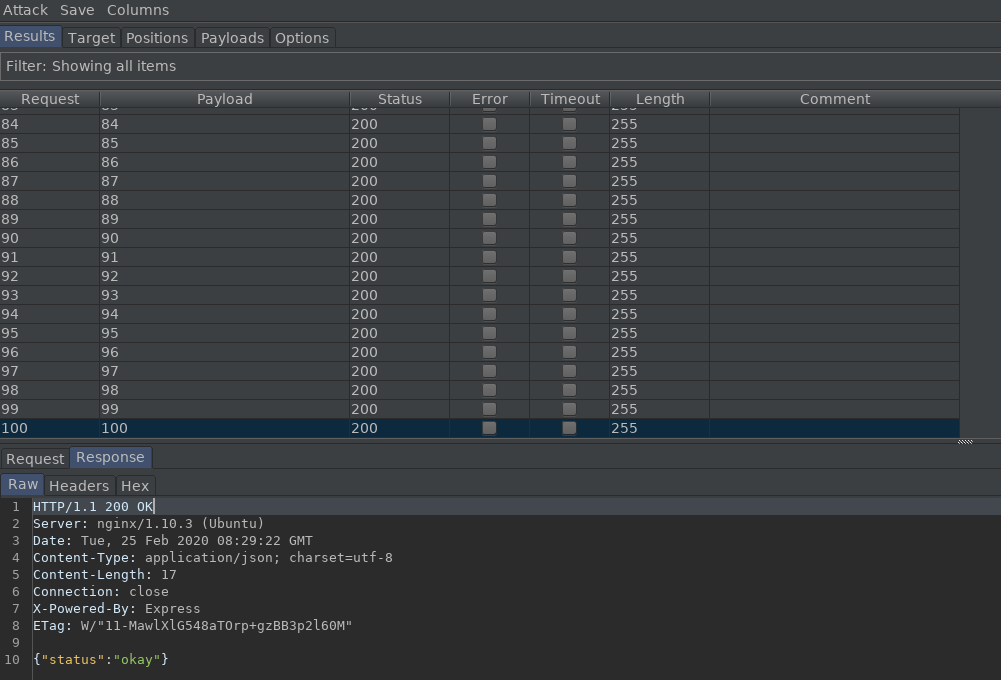 Attack Save Columns
Results Target Positions Payloads Options
Filter: Showing all items
Request Payload Status Error Timeout Length Comment
84 84 200 255
85 85 200 255
86 86 200 255
87 87 200 255
88 88 200 255
89 89 200 255
90 90 200 255
91 91 200 255
92 92 200 255
93 93 200 255
94 94 200 255
95 95 200 255
96 96 200 255
97 97 200 255
98 98 200 255
99 99 200 255
100 100 200 255
Request Response
Raw Headers Hex
1 HTTP/1.1 200 OK
2 Server: nginx/1.10.3 (Ubuntu)
3 Date: Tue, 25 Feb 2020 08:29:22 GMT
4 Content-Type: application/json; charset=utf-8
5 Content-Length: 17
6 Connection: close
7 X-Powered-By: Express
8 ETag: W/"11-MawlXlG548aTOrp+gzBB3p2l60M"
9
10 {"status":"okay"}